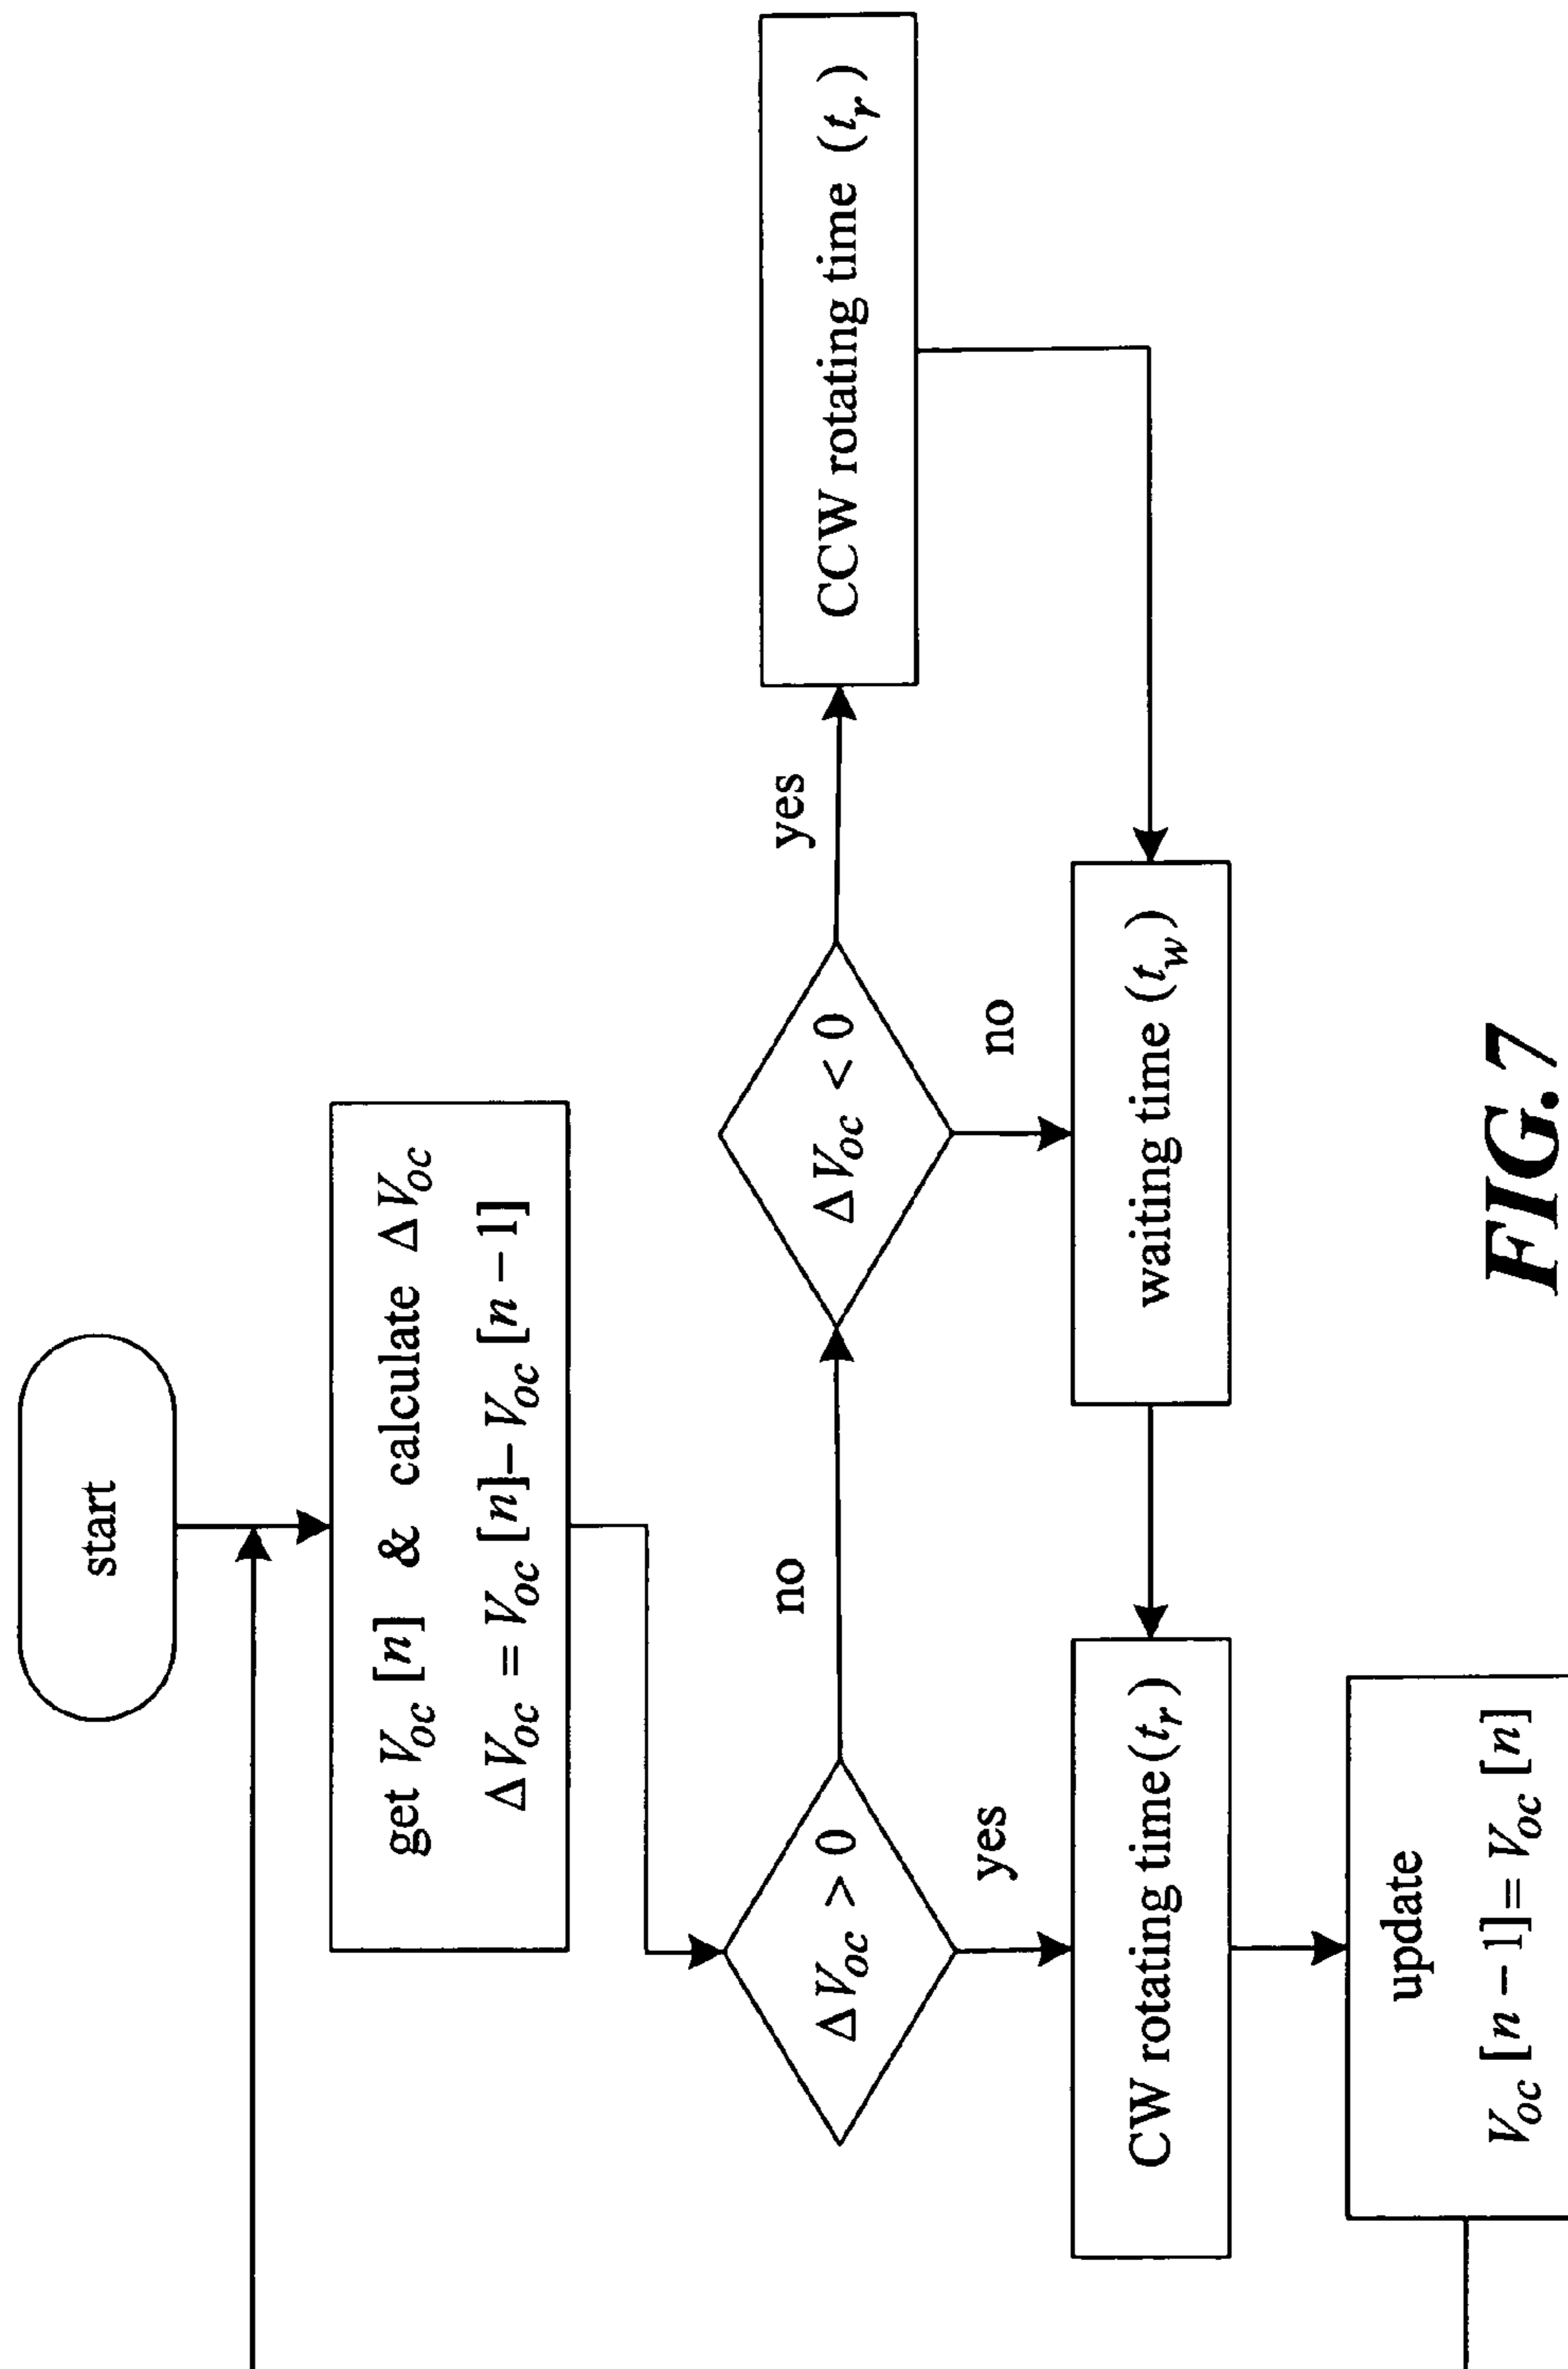 start
get V_oc [n] & calculate ΔV_oc
ΔV_oc = V_oc [n] − V_oc [n − 1]
ΔV_oc > 0
no
ΔV_oc < 0
yes
CCW rotating time (t_r)
yes
no
CW rotating time (t_r)
waiting time (t_w)
update
V_oc [n − 1] = V_oc [n]
FIG. 7